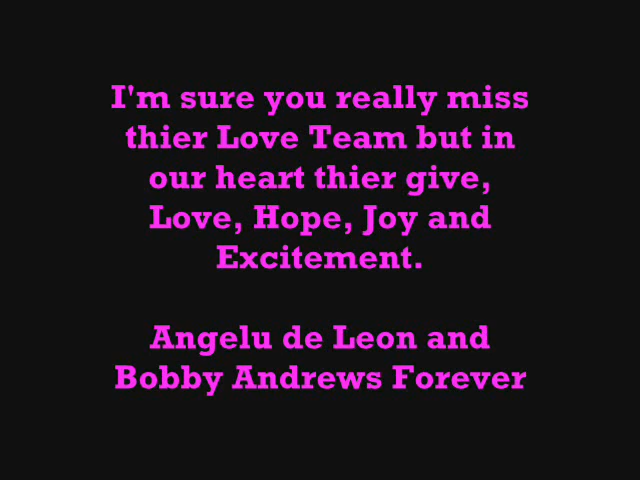 I'm sure you really miss
thier Love Team but in
our heart thier give,
Love, Hope, Joy and
Excitement.
Angelu de Leon and
Bobby Andrews Forever